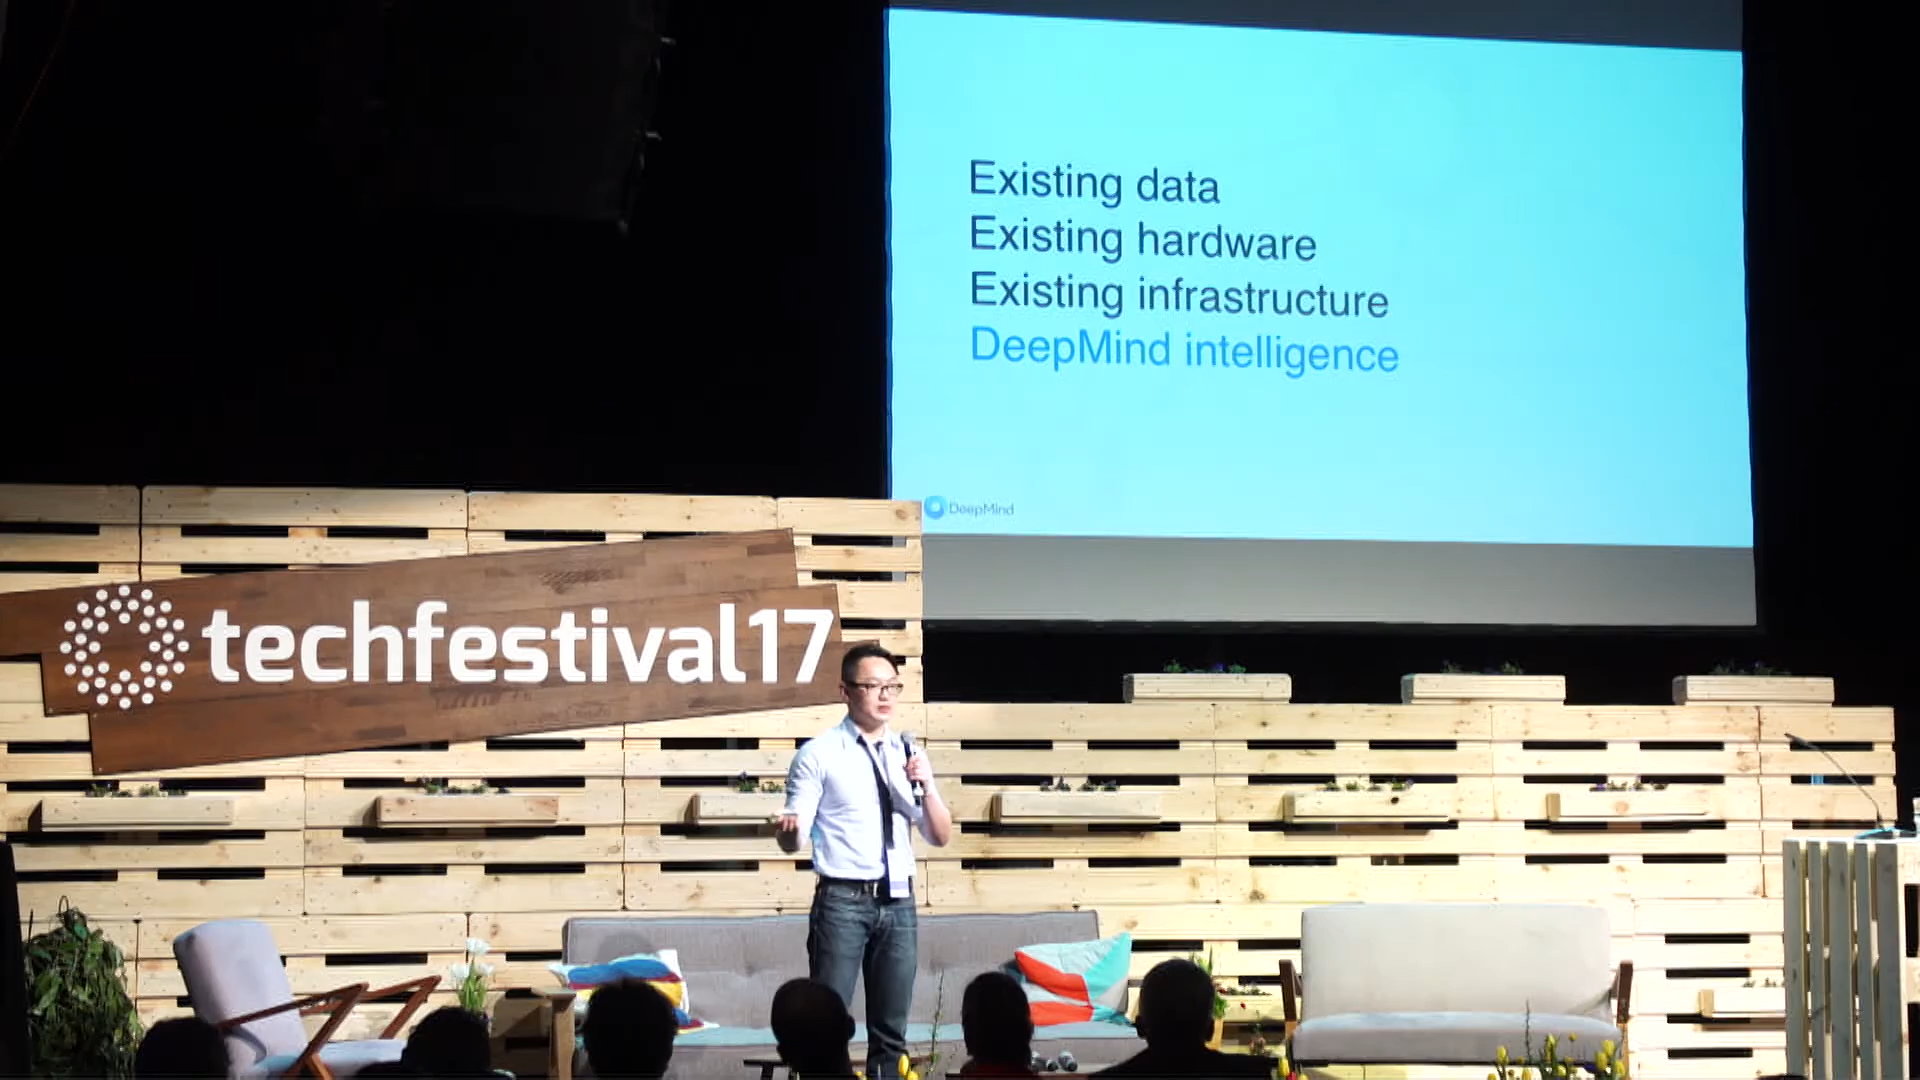 Existing data
Existing hardware
Existing infrastructure
DeepMind intelligence
DeepMind
techfestival17